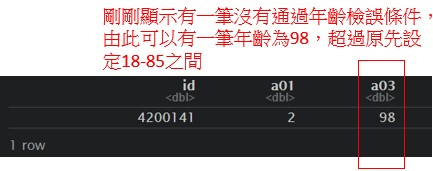 剛剛顯示有一筆沒有通過年齡檢誤條件，
由此可以有一筆年齡為98，超過原先設
定18-85之間
id a01 a03
<dbl> <dbl> <dbl>
4200141 2 98
1 row